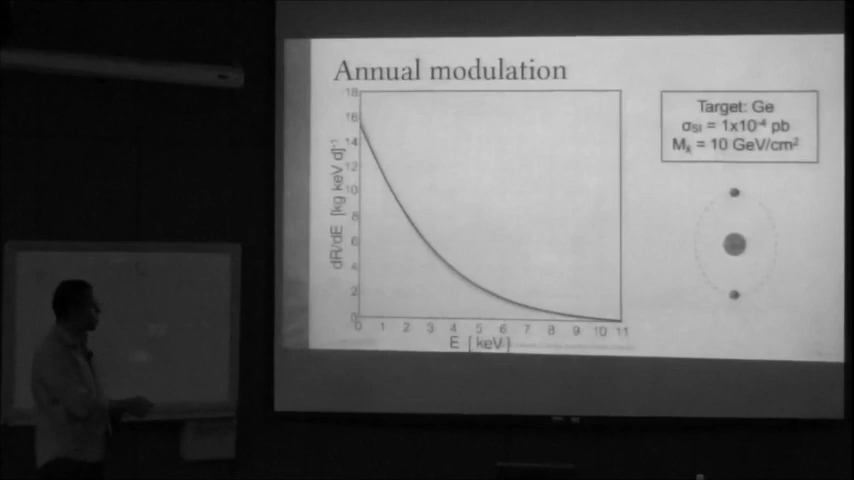 Annual modulation
18
16
14
12
10
8
6
4
2
0
dR/dE [kg keV d]⁻¹
0 1 2 3 4 5 6 7 8 9 10 11
E [keV]
Target: Ge
σSI = 1x10⁻⁴ pb
Mχ = 10 GeV/cm²